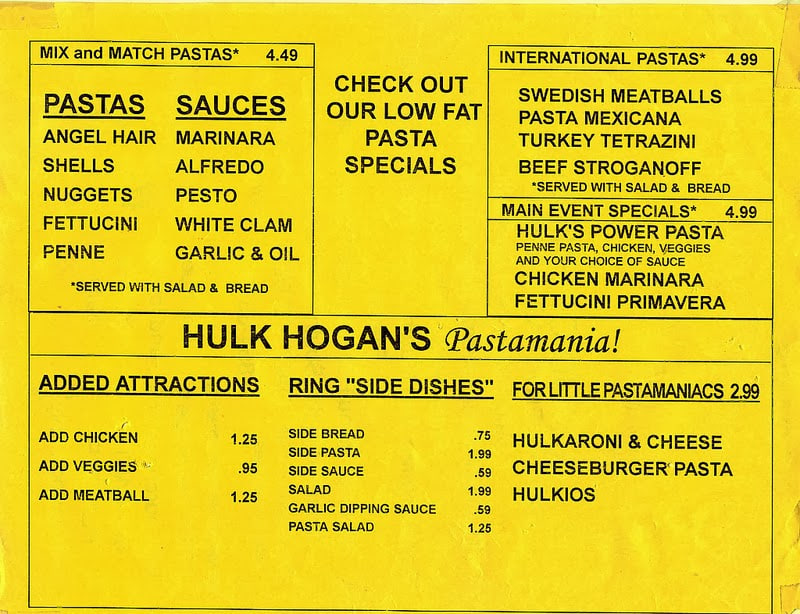 MIX and MATCH PASTAS* 4.49
PASTAS SAUCES
ANGEL HAIR MARINARA
SHELLS ALFREDO
NUGGETS PESTO
FETTUCINI WHITE CLAM
PENNE GARLIC & OIL
*SERVED WITH SALAD & BREAD
CHECK OUT
OUR LOW FAT
PASTA
SPECIALS
INTERNATIONAL PASTAS* 4.99
SWEDISH MEATBALLS
PASTA MEXICANA
TURKEY TETRAZINI
BEEF STROGANOFF
*SERVED WITH SALAD & BREAD
MAIN EVENT SPECIALS* 4.99
HULK'S POWER PASTA
PENNE PASTA, CHICKEN, VEGGIES
AND YOUR CHOICE OF SAUCE
CHICKEN MARINARA
FETTUCINI PRIMAVERA
HULK HOGAN'S Pastamania!
ADDED ATTRACTIONS
ADD CHICKEN 1.25
ADD VEGGIES .95
ADD MEATBALL 1.25
RING "SIDE DISHES"
SIDE BREAD .75
SIDE PASTA 1.99
SIDE SAUCE .59
SALAD 1.99
GARLIC DIPPING SAUCE .59
PASTA SALAD 1.25
FOR LITTLE PASTAMANIACS 2.99
HULKARONI & CHEESE
CHEESEBURGER PASTA
HULKIOS